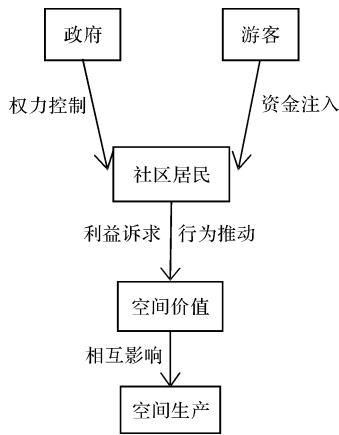 政府
游客
权力控制
资金注入
社区居民
利益诉求
行为推动
空间价值
相互影响
空间生产